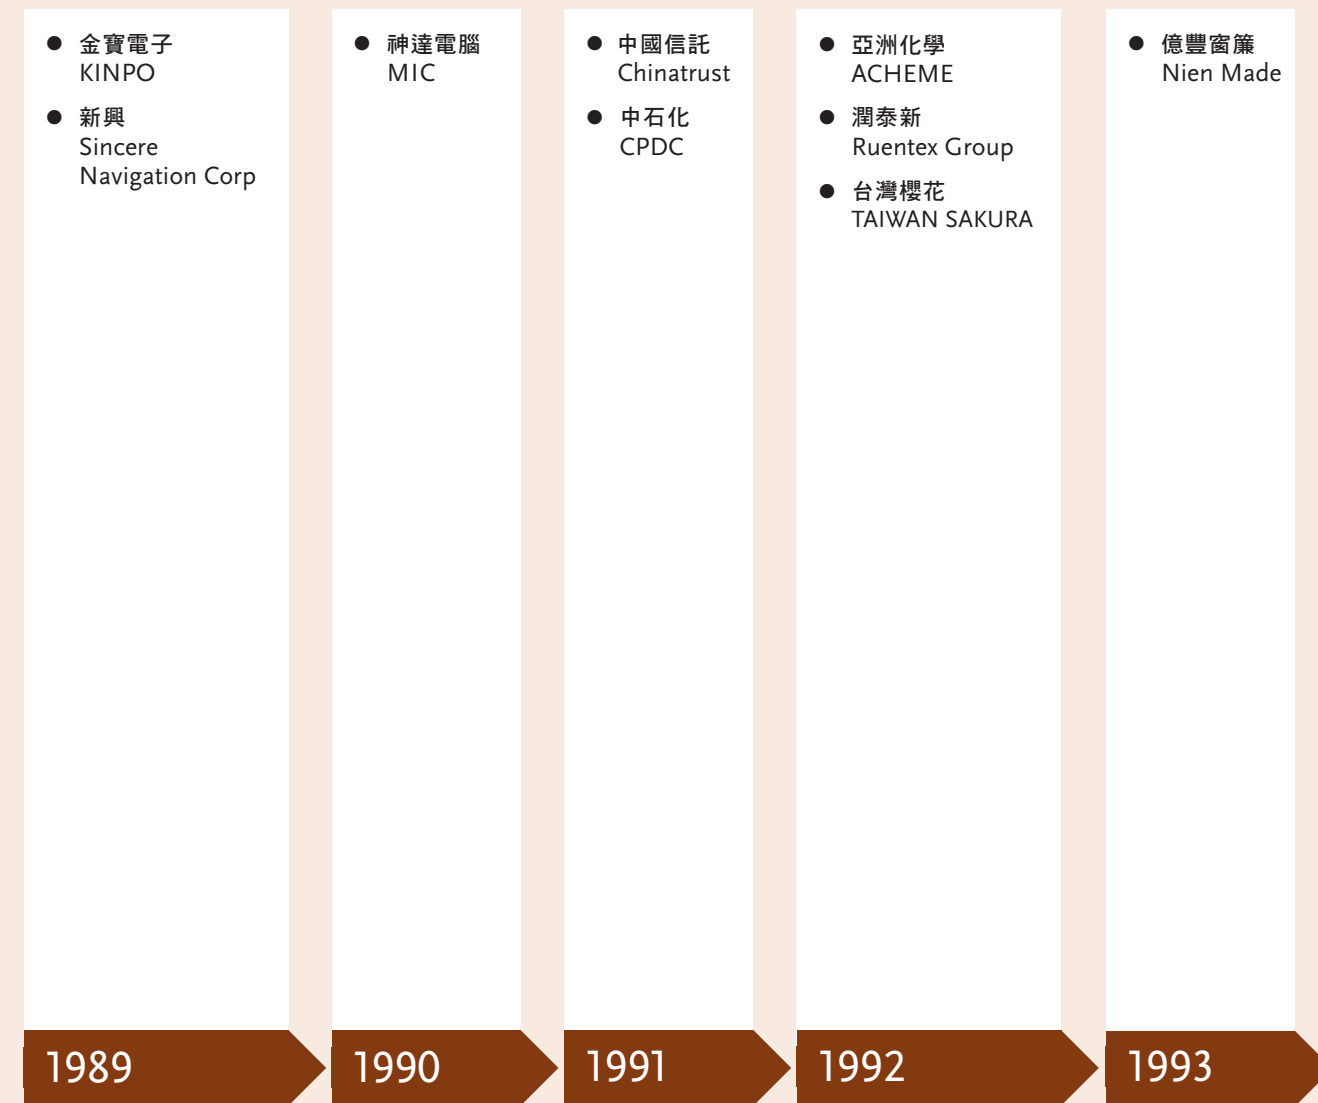 金寶電子
KINPO
新興
Sincere
Navigation Corp
1989
神達電腦
MIC
1990
中國信託
Chinatrust
中石化
CPDC
1991
亞洲化學
ACHEME
潤泰新
Ruentex Group
台灣櫻花
TAIWAN SAKURA
1992
億豐窗簾
Nien Made
1993